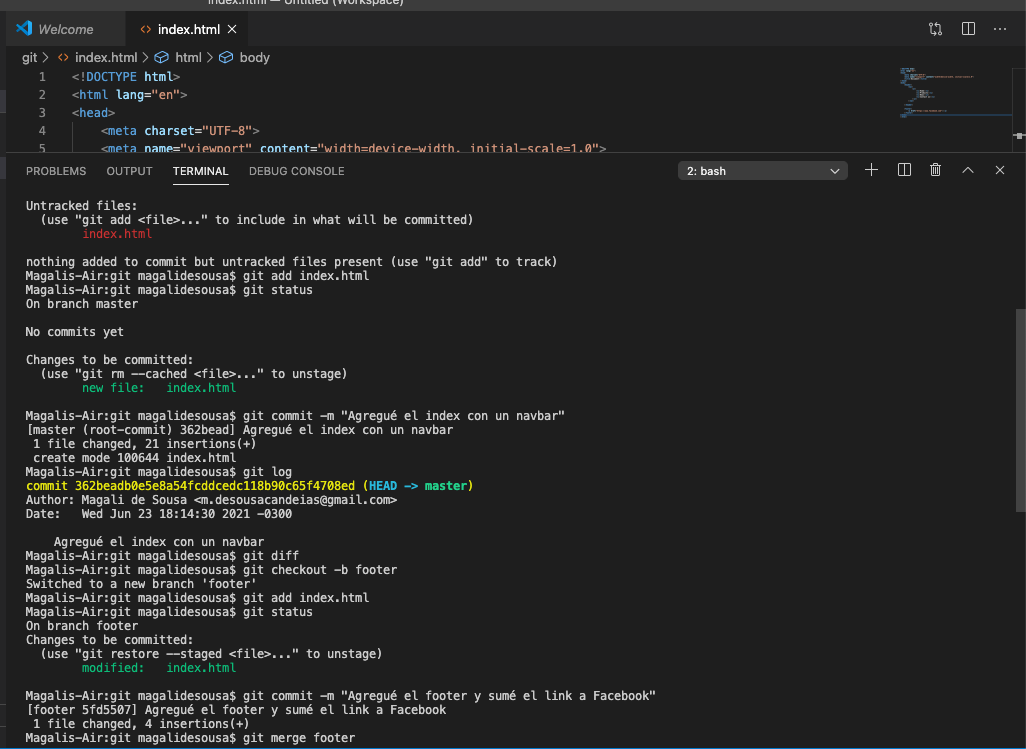 index.html — Untitled (Workspace)
Welcome
index.html
git > index.html > html > body
1 <!DOCTYPE html>
2 <html lang="en">
3 <head>
4 <meta charset="UTF-8">
5 <meta name="viewport" content="width=device-width, initial-scale=1.0">
PROBLEMS OUTPUT TERMINAL DEBUG CONSOLE 2: bash
Untracked files:
(use "git add <file>..." to include in what will be committed)
index.html
nothing added to commit but untracked files present (use "git add" to track)
Magalis-Air:git magalidesousa$ git add index.html
Magalis-Air:git magalidesousa$ git status
On branch master
No commits yet
Changes to be committed:
(use "git rm --cached <file>..." to unstage)
new file: index.html
Magalis-Air:git magalidesousa$ git commit -m "Agregué el index con un navbar"
[master (root-commit) 362bead] Agregué el index con un navbar
1 file changed, 21 insertions(+)
create mode 100644 index.html
Magalis-Air:git magalidesousa$ git log
commit 362beadb0e5e8a54fcddcedc118b90c65f4708ed (HEAD -> master)
Author: Magali de Sousa <m.desousacandeias@gmail.com>
Date: Wed Jun 23 18:14:30 2021 -0300
Agregué el index con un navbar
Magalis-Air:git magalidesousa$ git diff
Magalis-Air:git magalidesousa$ git checkout -b footer
Switched to a new branch 'footer'
Magalis-Air:git magalidesousa$ git add index.html
Magalis-Air:git magalidesousa$ git status
On branch footer
Changes to be committed:
(use "git restore --staged <file>..." to unstage)
modified: index.html
Magalis-Air:git magalidesousa$ git commit -m "Agregué el footer y sumé el link a Facebook"
[footer 5fd5507] Agregué el footer y sumé el link a Facebook
1 file changed, 4 insertions(+)
Magalis-Air:git magalidesousa$ git merge footer